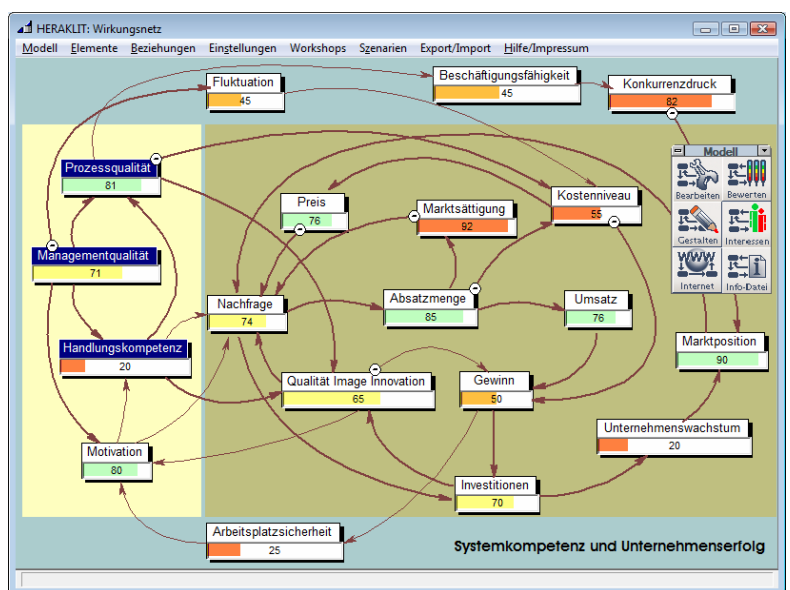 HERAKLIT: Wirkungsnetz
Modell Elemente Beziehungen Einstellungen Workshops Szenarien Export/Import Hilfe/Impressum
Beschäftigungsfähigkeit
45
Fluktuation
45
Konkurrenzdruck
82
Modell
Bearbeiten Bewerten
Gestalten Interessen
WWW
Internet Info-Datei
Prozessqualität
81
Preis
76
Marktsättigung
92
Kostenniveau
55
Managementqualität
71
Nachfrage
74
Absatzmenge
85
Umsatz
76
Marktposition
90
Handlungskompetenz
20
Qualität Image Innovation
65
Gewinn
50
Unternehmenswachstum
20
Motivation
80
Investitionen
70
Arbeitsplatzsicherheit
25
Systemkompetenz und Unternehmenserfolg